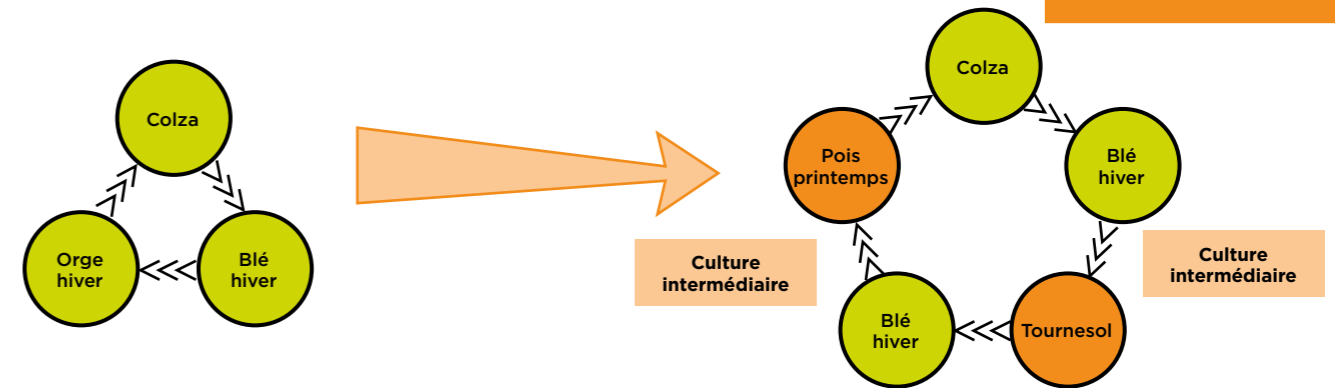 Colza
Orge
hiver
Blé
hiver
Colza
Pois
printemps
Blé
hiver
Culture
intermédiaire
Culture
intermédiaire
Blé
hiver
Tournesol